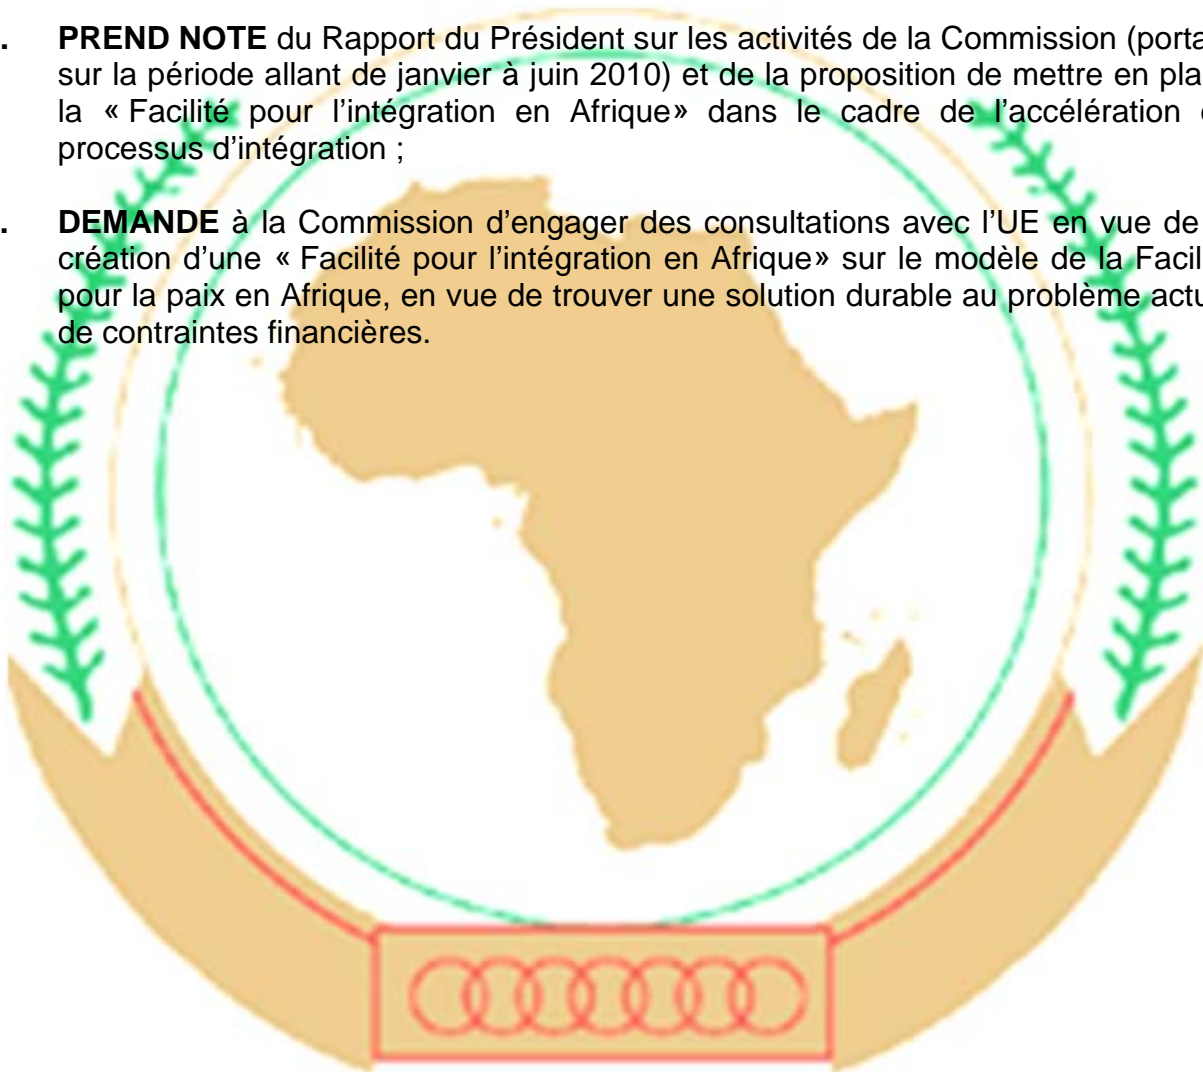 . PREND NOTE du Rapport du Président sur les activités de la Commission (porta
sur la période allant de janvier à juin 2010) et de la proposition de mettre en pla
la « Facilité pour l’intégration en Afrique» dans le cadre de l’accélération
processus d’intégration ;
. DEMANDE à la Commission d’engager des consultations avec l’UE en vue de
création d’une « Facilité pour l’intégration en Afrique» sur le modèle de la Facil
pour la paix en Afrique, en vue de trouver une solution durable au problème actu
de contraintes financières.